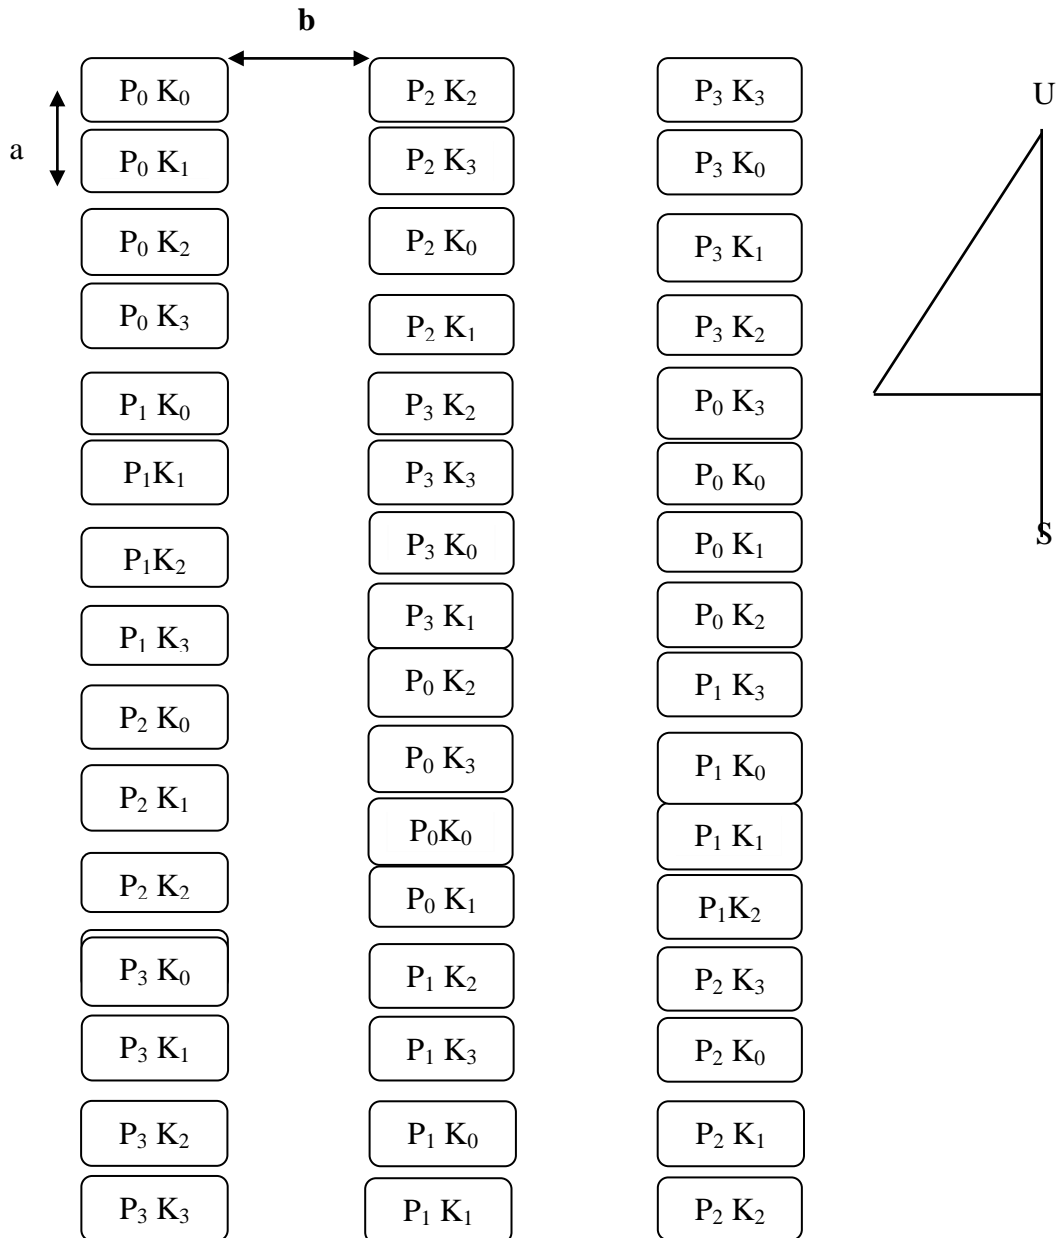 b
P₀ K₀ P₂ K₂ P₃ K₃ U
a
P₀ K₁ P₂ K₃ P₃ K₀
P₀ K₂ P₂ K₀ P₃ K₁
P₀ K₃ P₂ K₁ P₃ K₂
P₁ K₀ P₃ K₂ P₀ K₃
P₁K₁ P₃ K₃ P₀ K₀
P₁K₂ P₃ K₀ P₀ K₁ S
P₁ K₃ P₃ K₁ P₀ K₂
P₂ K₀ P₀ K₂ P₁ K₃
P₂ K₁ P₀ K₃ P₁ K₀
P₀K₀ P₁ K₁
P₂ K₂ P₀ K₁ P₁K₂
P₃ K₀ P₁ K₂ P₂ K₃
P₃ K₁ P₁ K₃ P₂ K₀
P₃ K₂ P₁ K₀ P₂ K₁
P₃ K₃ P₁ K₁ P₂ K₂